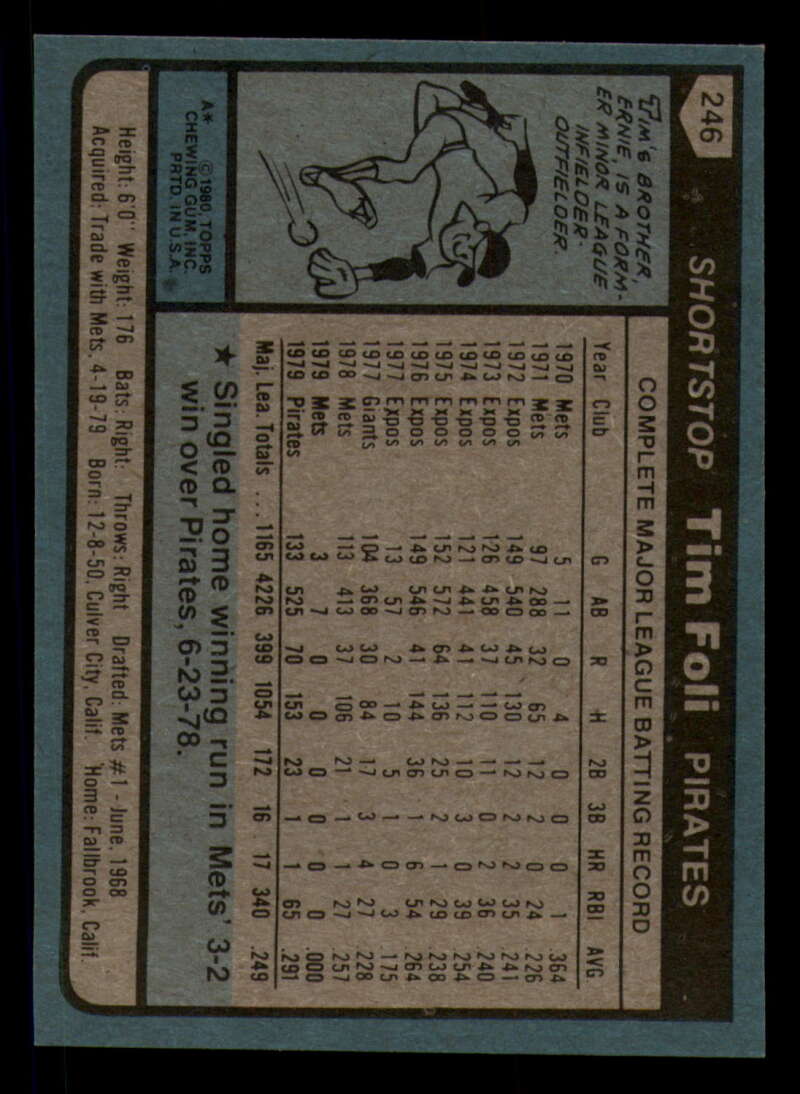 246
SHORTSTOP Tim Foli PIRATES
TIM'S BROTHER,
ERNIE, IS A FORM-
ER MINOR LEAGUE
INFIELDER-
OUTFIELDER.
A* ©1980, TOPPS
CHEWING GUM, INC.
PRTD. IN U.S.A.
COMPLETE MAJOR LEAGUE BATTING RECORD
Year Club G AB R H 2B 3B HR RBI AVG
1970 Mets 5 11 0 4 0 0 0 1 .364
1971 Mets 97 288 32 65 12 2 0 24 .226
1972 Expos 149 540 45 130 12 2 2 35 .241
1973 Expos 126 458 37 110 11 0 2 36 .240
1974 Expos 121 441 41 112 10 3 0 39 .254
1975 Expos 152 572 64 136 25 2 1 29 .238
1976 Expos 149 546 41 144 36 1 6 54 .264
1977 Expos 13 57 2 10 5 1 0 3 .175
1977 Giants 104 368 30 84 17 3 4 27 .228
1978 Mets 113 413 37 106 21 1 1 27 .257
1979 Mets 3 7 0 0 0 0 0 0 .000
1979 Pirates 133 525 70 153 23 1 1 65 .291
Maj. Lea. Totals ... 1165 4226 399 1054 172 16 17 340 .249
★ Singled home winning run in Mets' 3-2
win over Pirates, 6-23-78.
Height: 6'0" Weight: 176 Bats: Right Throws: Right Drafted: Mets #1 - June, 1968
Acquired: Trade with Mets, 4-19-79 Born: 12-8-50, Culver City, Calif. Home: Fallbrook, Calif.